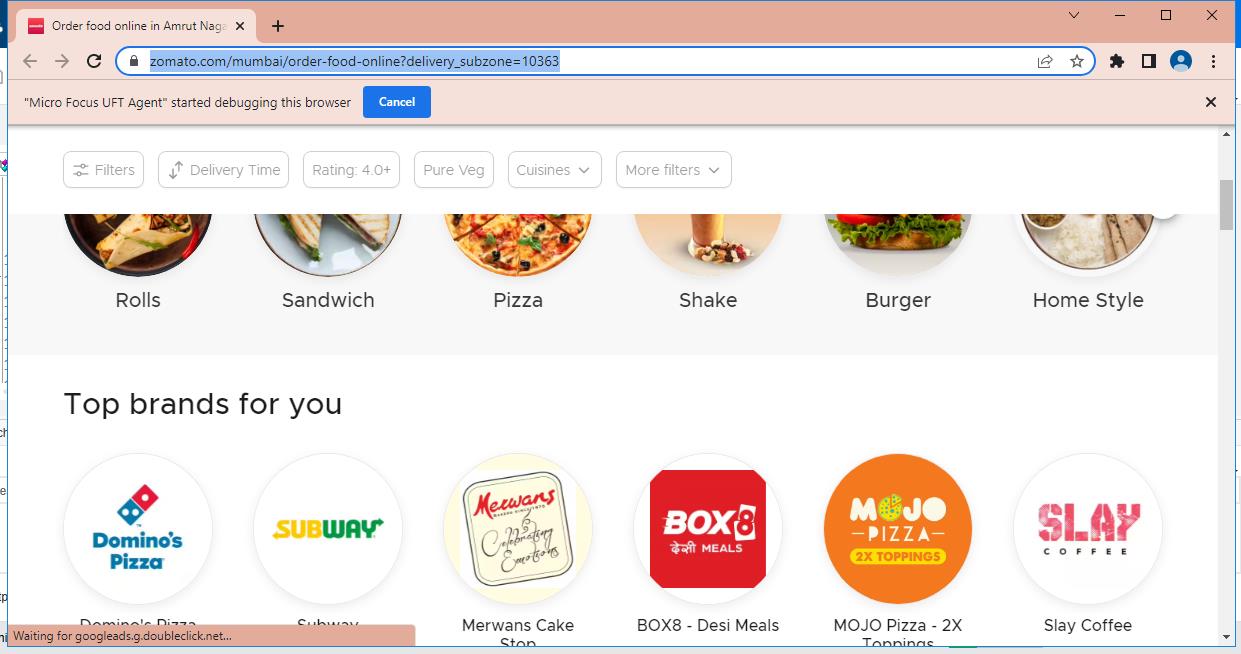 Order food online in Amrut Naga
zomato.com/mumbai/order-food-online?delivery_subzone=10363
"Micro Focus UFT Agent" started debugging this browser Cancel
Filters Delivery Time Rating: 4.0+ Pure Veg Cuisines More filters
Rolls Sandwich Pizza Shake Burger Home Style
Top brands for you
Domino's
Pizza
SUBWAY
Merwans
Celebrating
Emotions
BOX8
देसी MEALS
MOJO
PIZZA
2X TOPPINGS
SLAY
COFFEE
Domino's Pizza Subway Merwans Cake BOX8 - Desi Meals MOJO Pizza - 2X Slay Coffee
Stop Toppings
Waiting for googleads.g.doubleclick.net...